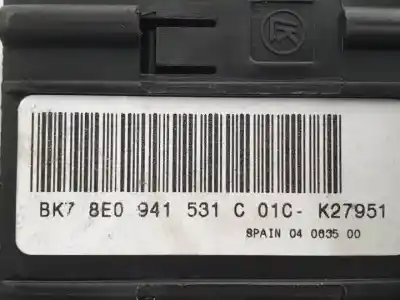 BK7 8E0 941 531 C 01C- K27951
SPAIN 04 0635 00